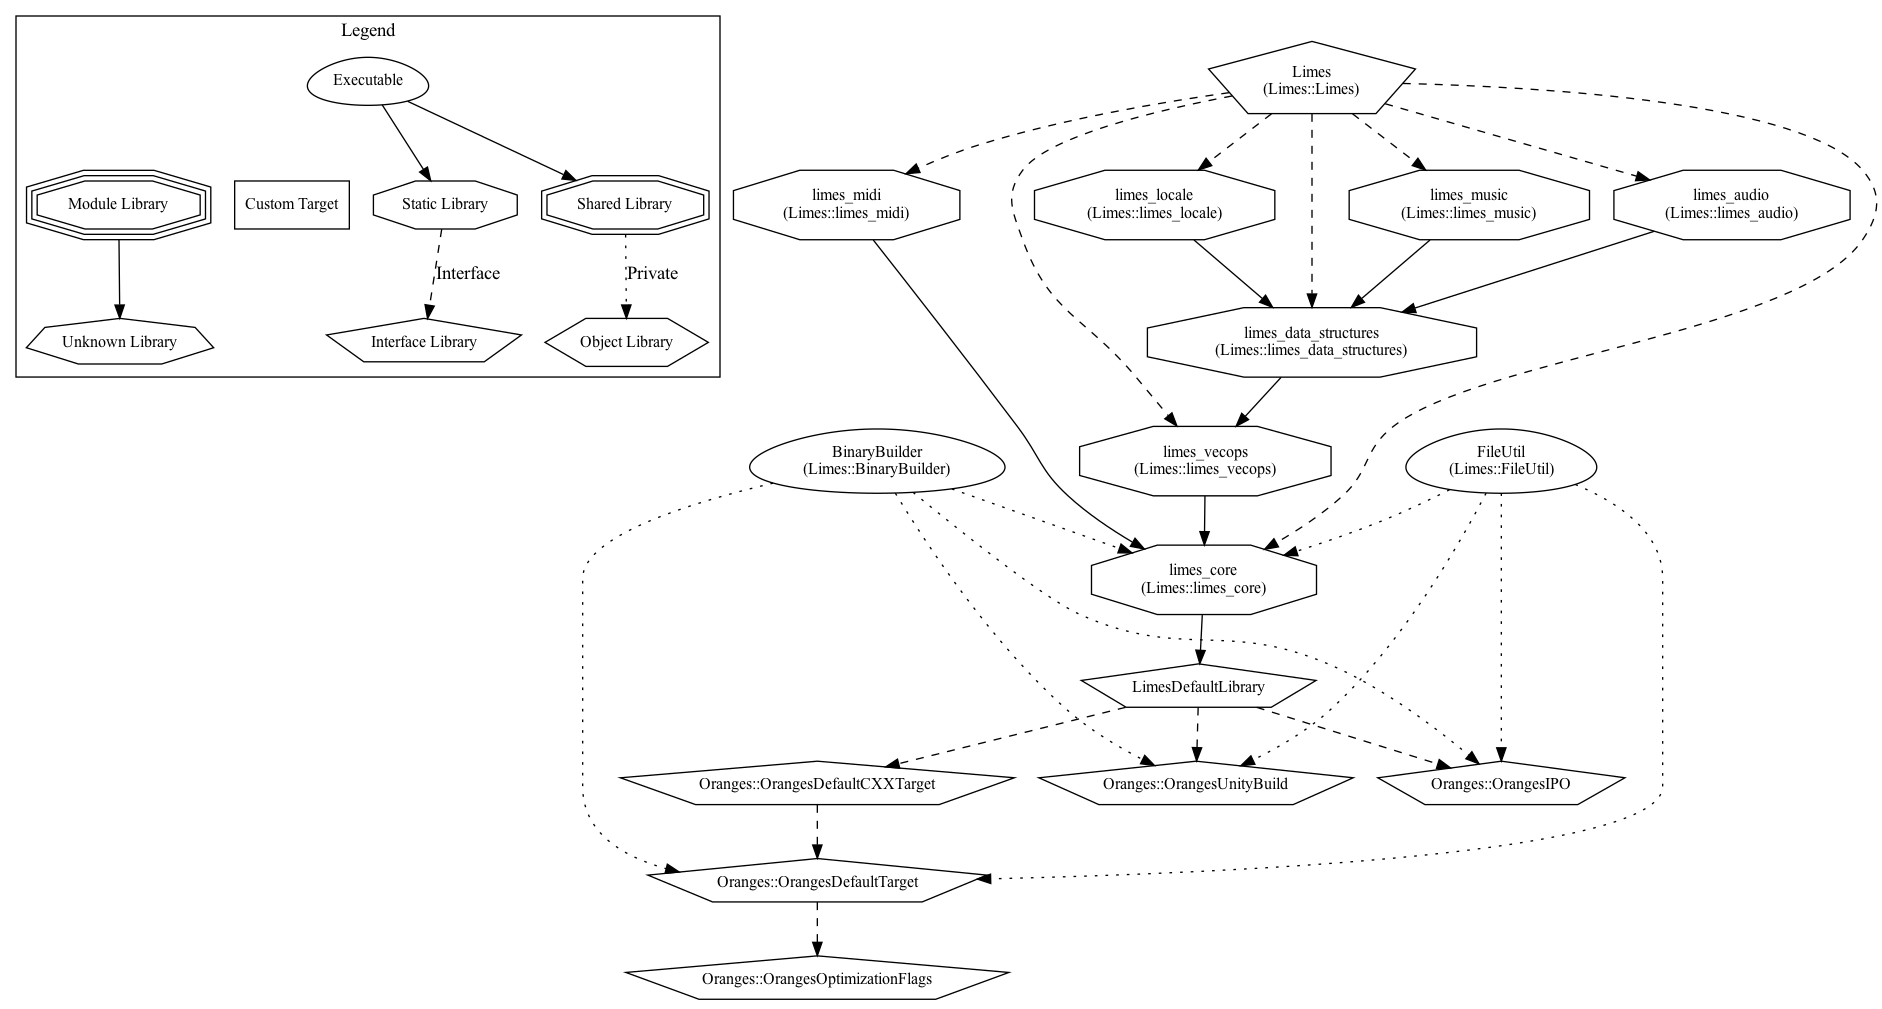 Legend
Executable
Module Library
Custom Target
Static Library
Shared Library
Interface
Private
Unknown Library
Interface Library
Object Library
Limes
(Limes::Limes)
limes_midi
(Limes::limes_midi)
limes_locale
(Limes::limes_locale)
limes_music
(Limes::limes_music)
limes_audio
(Limes::limes_audio)
limes_data_structures
(Limes::limes_data_structures)
BinaryBuilder
(Limes::BinaryBuilder)
limes_vecops
(Limes::limes_vecops)
FileUtil
(Limes::FileUtil)
limes_core
(Limes::limes_core)
LimesDefaultLibrary
Oranges::OrangesDefaultCXXTarget
Oranges::OrangesUnityBuild
Oranges::OrangesIPO
Oranges::OrangesDefaultTarget
Oranges::OrangesOptimizationFlags